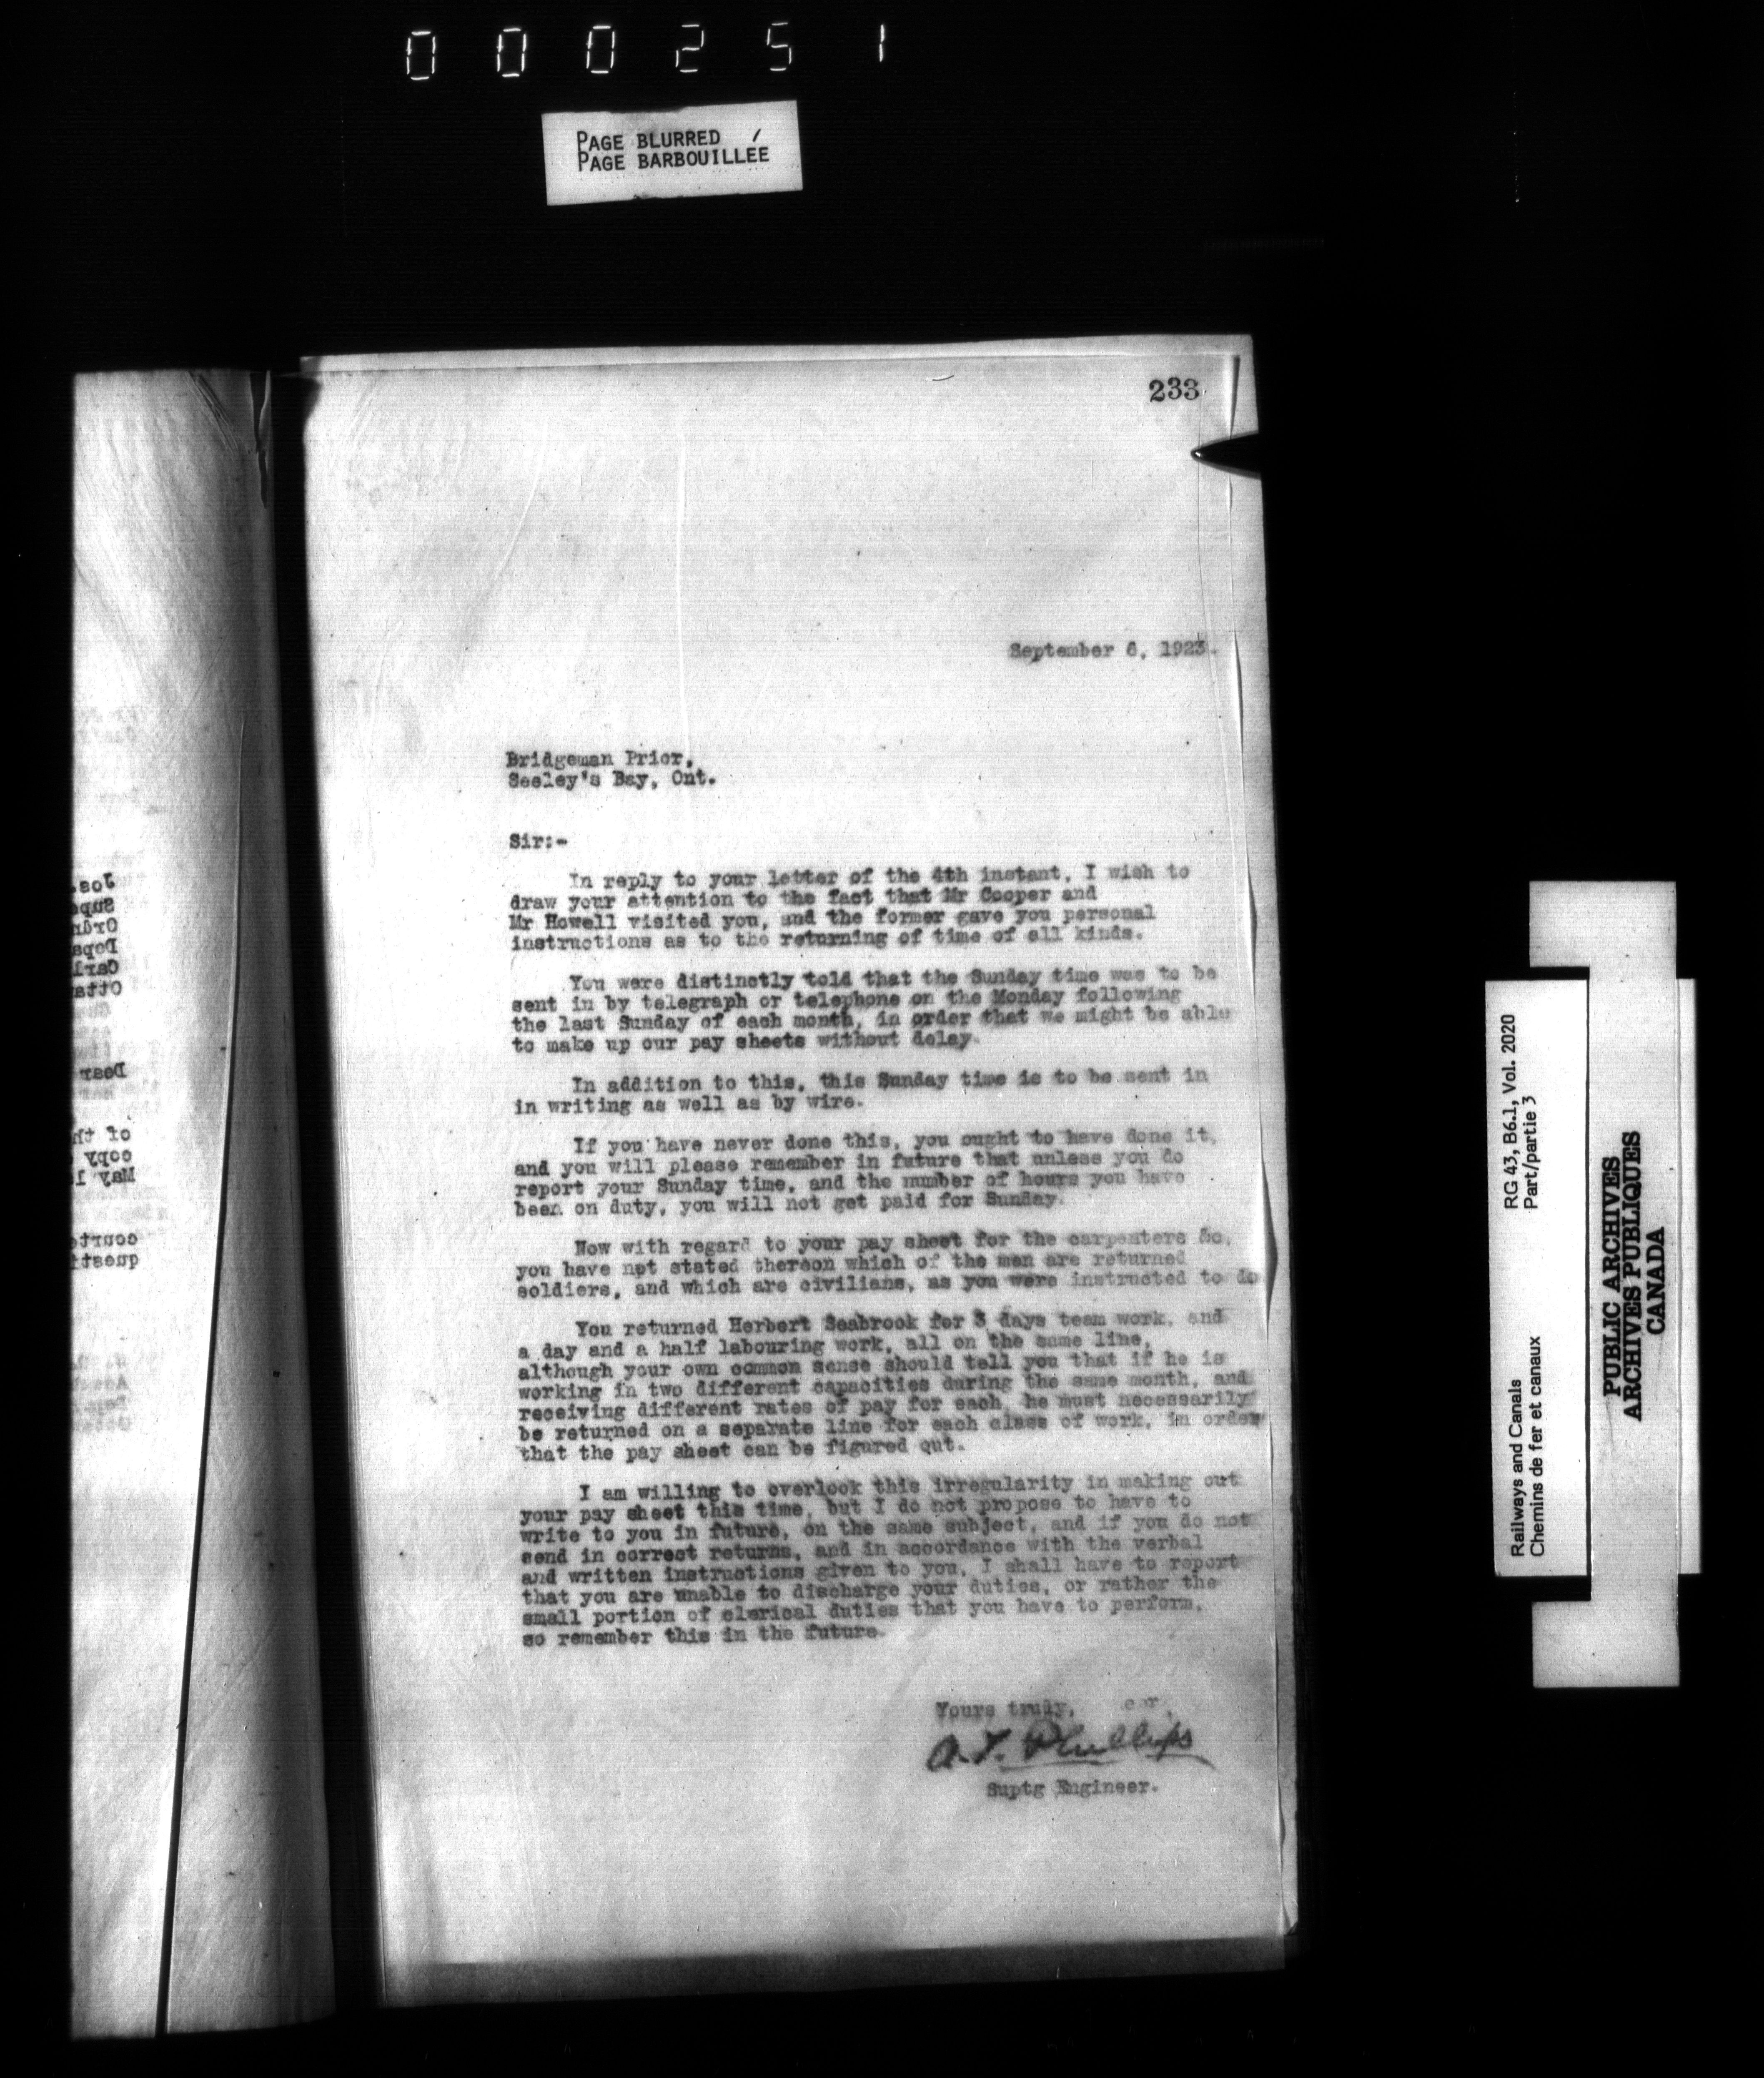 000251
PAGE BLURRED
PAGE BARBOUILLÉE
233
September 6, 1923.
Bridgeman Prior,
Seeley's Bay, Ont.
Sir:-
In reply to your letter of the 4th instant, I wish to
draw your attention to the fact that Mr Cooper and
Mr Howell visited you, and the former gave you personal
instructions as to the returning of time of all kinds.
You were distinctly told that the Sunday time was to be
sent in by telegraph or telephone on the Monday following
the last Sunday of each month, in order that we might be able
to make up our pay sheets without delay.
In addition to this, this Sunday time is to be sent in
in writing as well as by wire.
If you have never done this, you ought to have done it,
and you will please remember in future that unless you do
report your Sunday time, and the number of hours you have
been on duty, you will not get paid for Sunday.
Now with regard to your pay sheet for the carpenters &c,
you have not stated thereon which of the men are returned
soldiers, and which are civilians, as you were instructed to do
You returned Herbert Seabrook for 3 days team work, and
a day and a half labouring work, all on the same line,
although your own common sense should tell you that if he is
working in two different capacities during the same month, and
receiving different rates of pay for each, he must necessarily
be returned on a separate line for each class of work, in order
that the pay sheet can be figured out.
I am willing to overlook this irregularity in making out
your pay sheet this time, but I do not propose to have to
write to you in future, on the same subject, and if you do not
send in correct returns, and in accordance with the verbal
and written instructions given to you, I shall have to report
that you are unable to discharge your duties, or rather the
small portion of clerical duties that you have to perform,
so remember this in the future.
Yours truly,
A.T. Phillips
Suptg Engineer.
Railways and Canals RG 43, B6.1, Vol. 2020
Chemins de fer et canaux Part/partie 3
PUBLIC ARCHIVES
ARCHIVES PUBLIQUES
CANADA